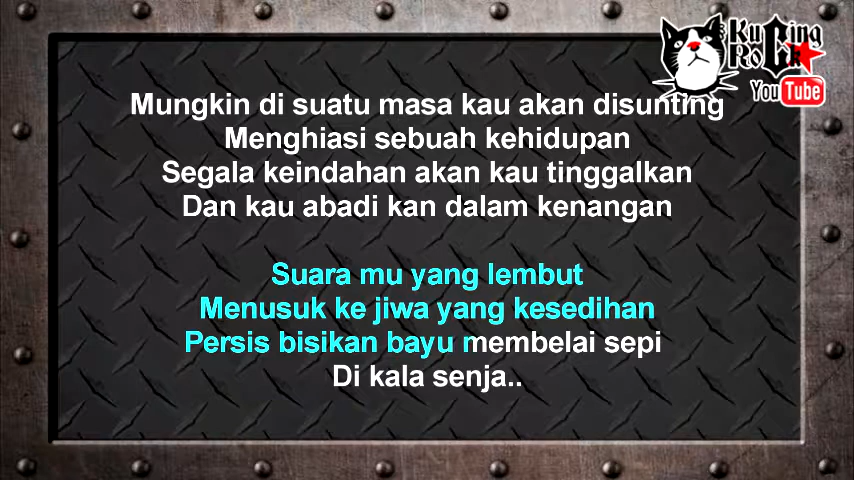 Kucing
Rock
YouTube
Mungkin di suatu masa kau akan disunting
Menghiasi sebuah kehidupan
Segala keindahan akan kau tinggalkan
Dan kau abadi kan dalam kenangan
Suara mu yang lembut
Menusuk ke jiwa yang kesedihan
Persis bisikan bayu membelai sepi
Di kala senja..